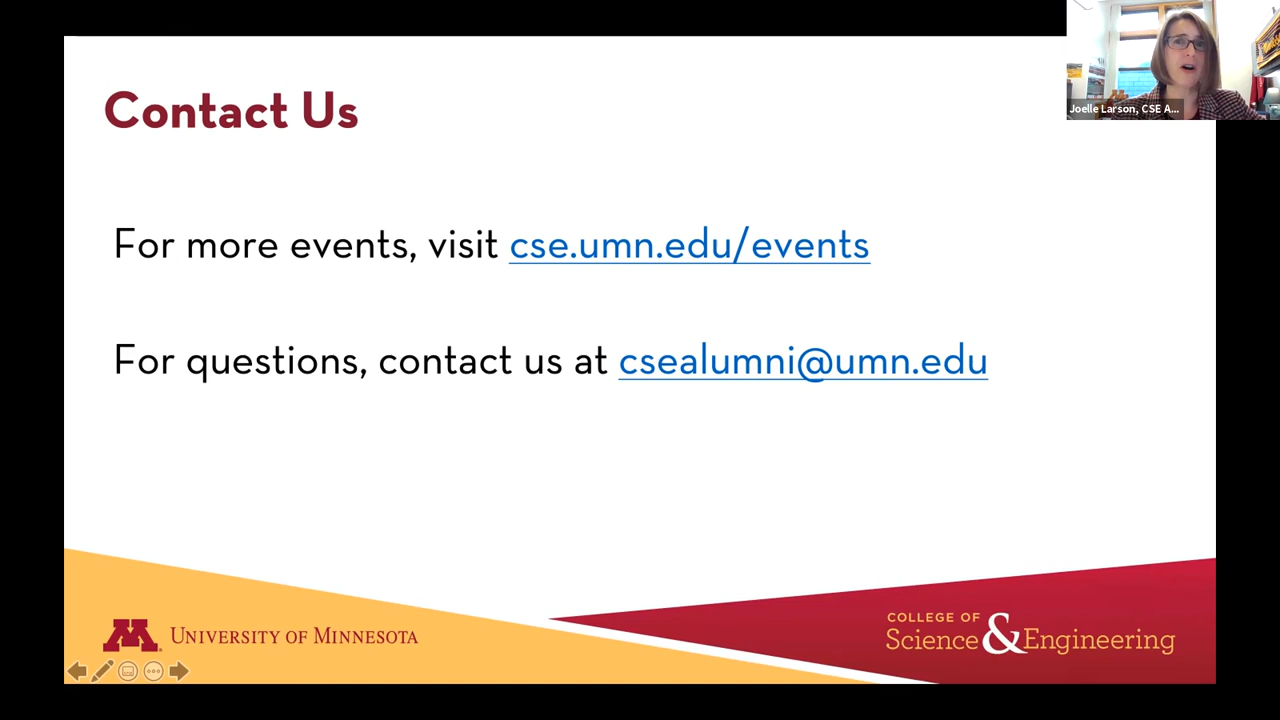 Contact Us
Joelle Larson, CSE A...
For more events, visit cse.umn.edu/events
For questions, contact us at csealumni@umn.edu
M
UNIVERSITY OF MINNESOTA
COLLEGE OF
Science & Engineering